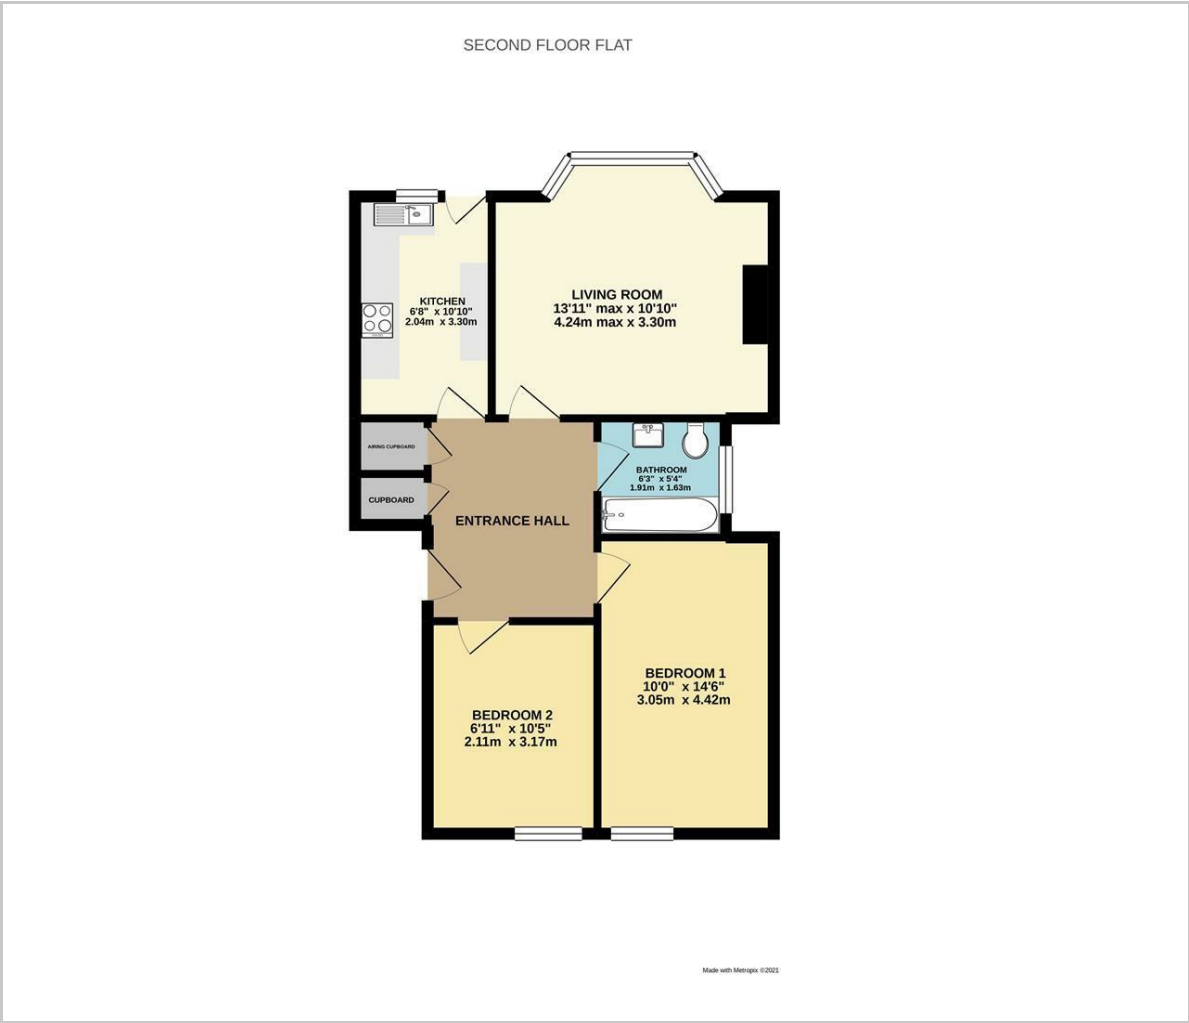 SECOND FLOOR FLAT
KITCHEN
6'8" x 10'10"
2.04m x 3.30m
LIVING ROOM
13'11" max x 10'10"
4.24m max x 3.30m
AIRING CUPBOARD
CUPBOARD
ENTRANCE HALL
BATHROOM
6'3" x 5'4"
1.91m x 1.63m
BEDROOM 1
10'0" x 14'6"
3.05m x 4.42m
BEDROOM 2
6'11" x 10'5"
2.11m x 3.17m
Made with Metropix ©2021